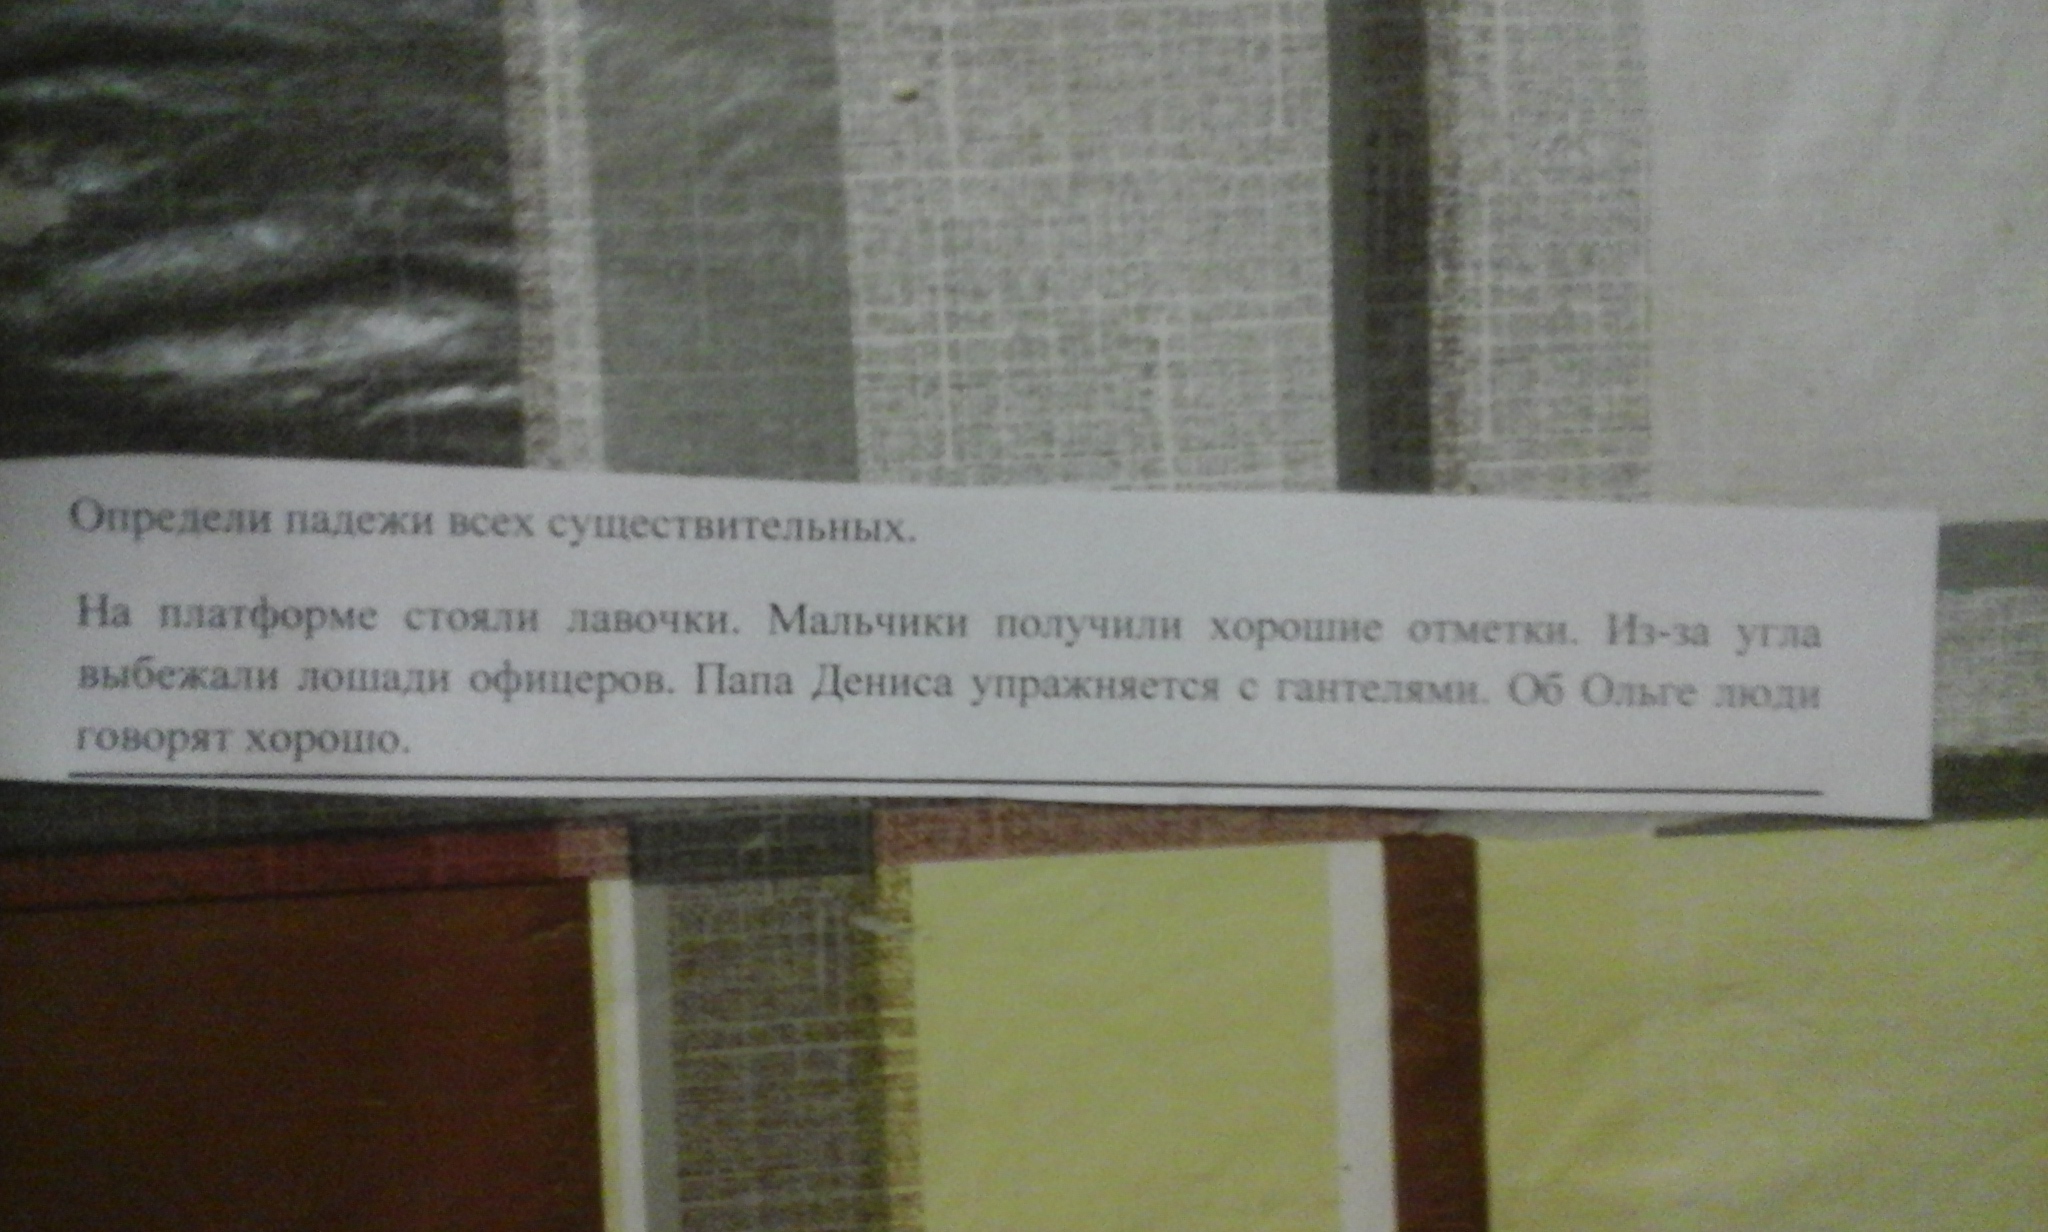 Определи падежи всех существительных.
На платформе стояли лавочки. Мальчики получили хорошие отметки. Из-за угла
выбежали лошади офицеров. Папа Дениса упражняется с гантелями. Об Ольге люди
говорят хорошо.